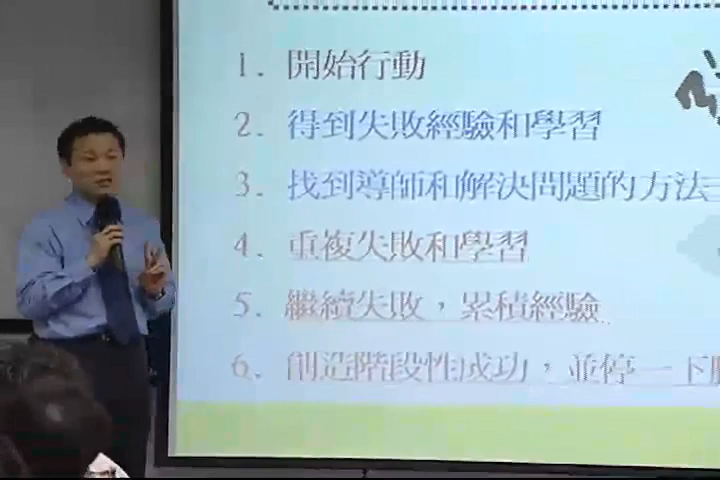 1. 開始行動
2. 得到失敗經驗和學習
3. 找到導師和解決問題的方法
4. 重複失敗和學習
5. 繼續失敗，累積經驗
6. 創造階段性成功，並停一下